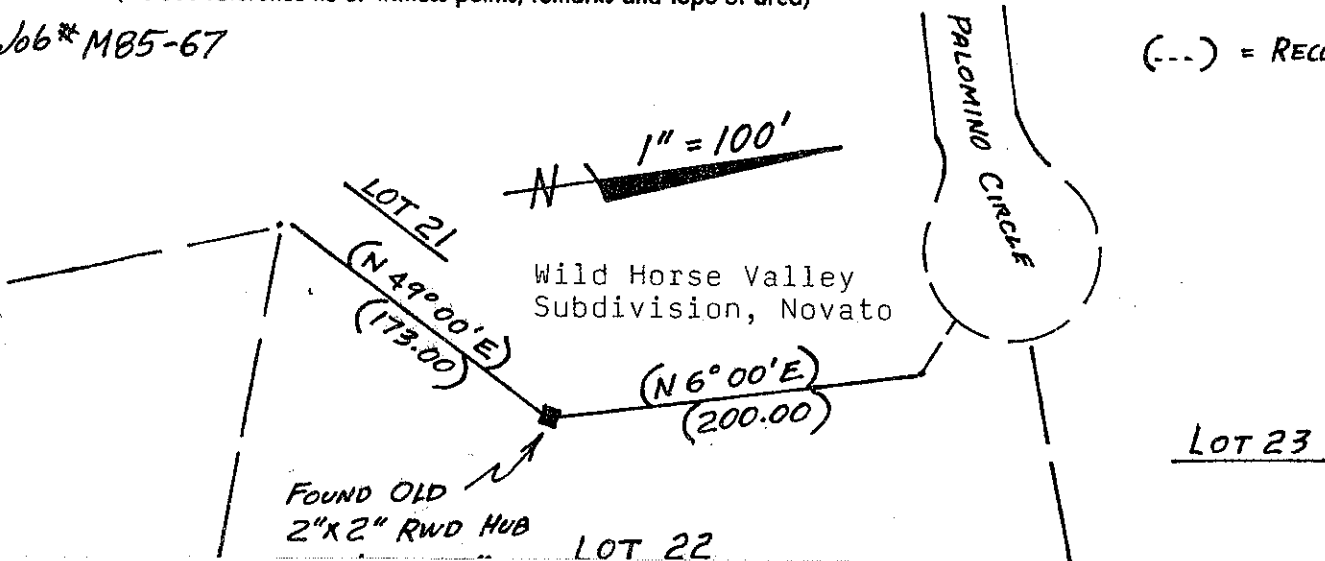 Job # M85-67
(---) =
PALOMINO CIRCLE
1" = 100'
N
LOT 21
(N 49°00'E)
(173.00)
Wild Horse Valley
Subdivision, Novato
(N 6°00'E)
(200.00)
LOT 23
FOUND OLD
2"x2" RWD HUB
LOT 22